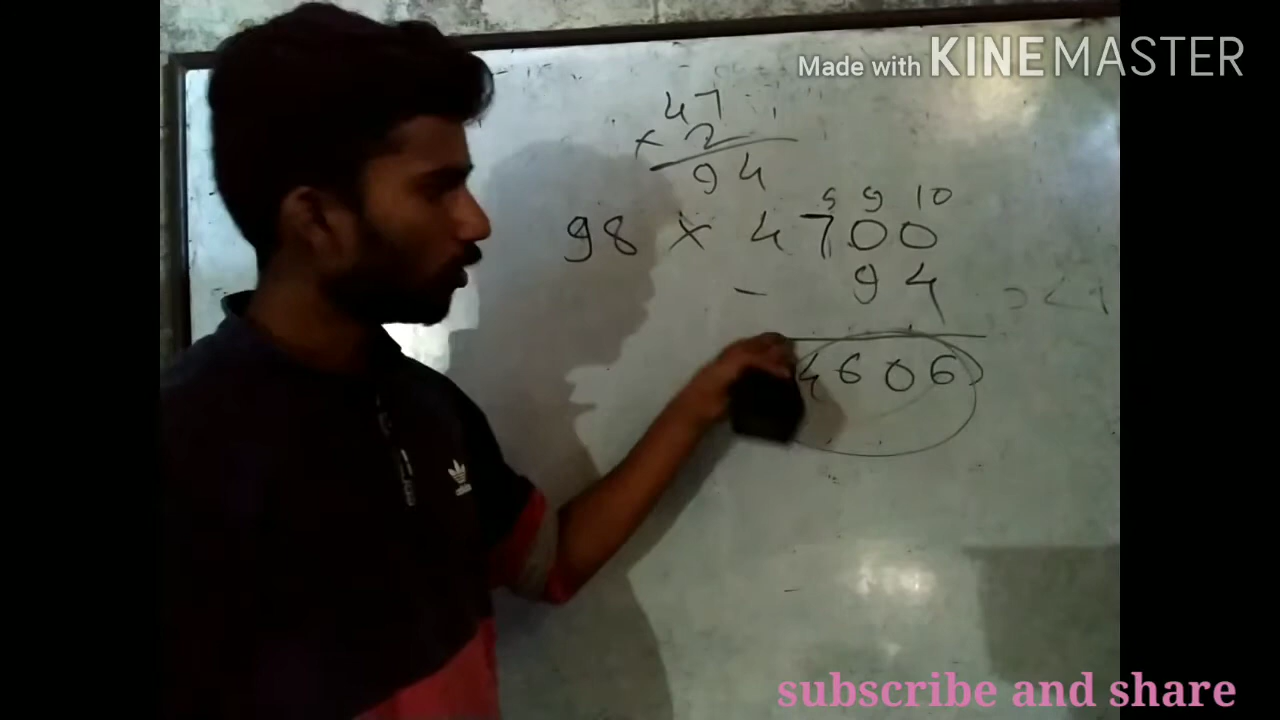 Made with KINEMASTER
47
× 2
94
9 9 10
98 × 4700
- 94
4606
subscribe and share